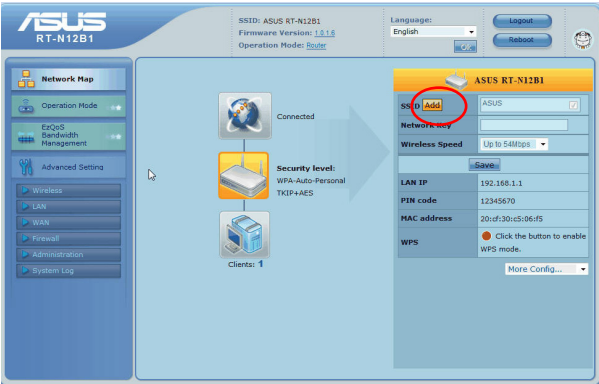 ASUS
RT-N12B1
SSID: ASUS RT-N12B1
Firmware Version: 1.0.1.6
Operation Mode: Router
Language:
English
OK
Logout
Reboot
Network Map
Operation Mode
EzQoS
Bandwidth
Management
Advanced Setting
Wireless
LAN
WAN
Firewall
Administration
System Log
Connected
Security level:
WPA-Auto-Personal
TKIP+AES
Clients: 1
ASUS RT-N12B1
SSID Add ASUS
Network Key
Wireless Speed Up to 54Mbps
Save
LAN IP 192.168.1.1
PIN code 12345670
MAC address 20:cf:30:c5:06:f5
WPS Click the button to enable
WPS mode.
More Config...